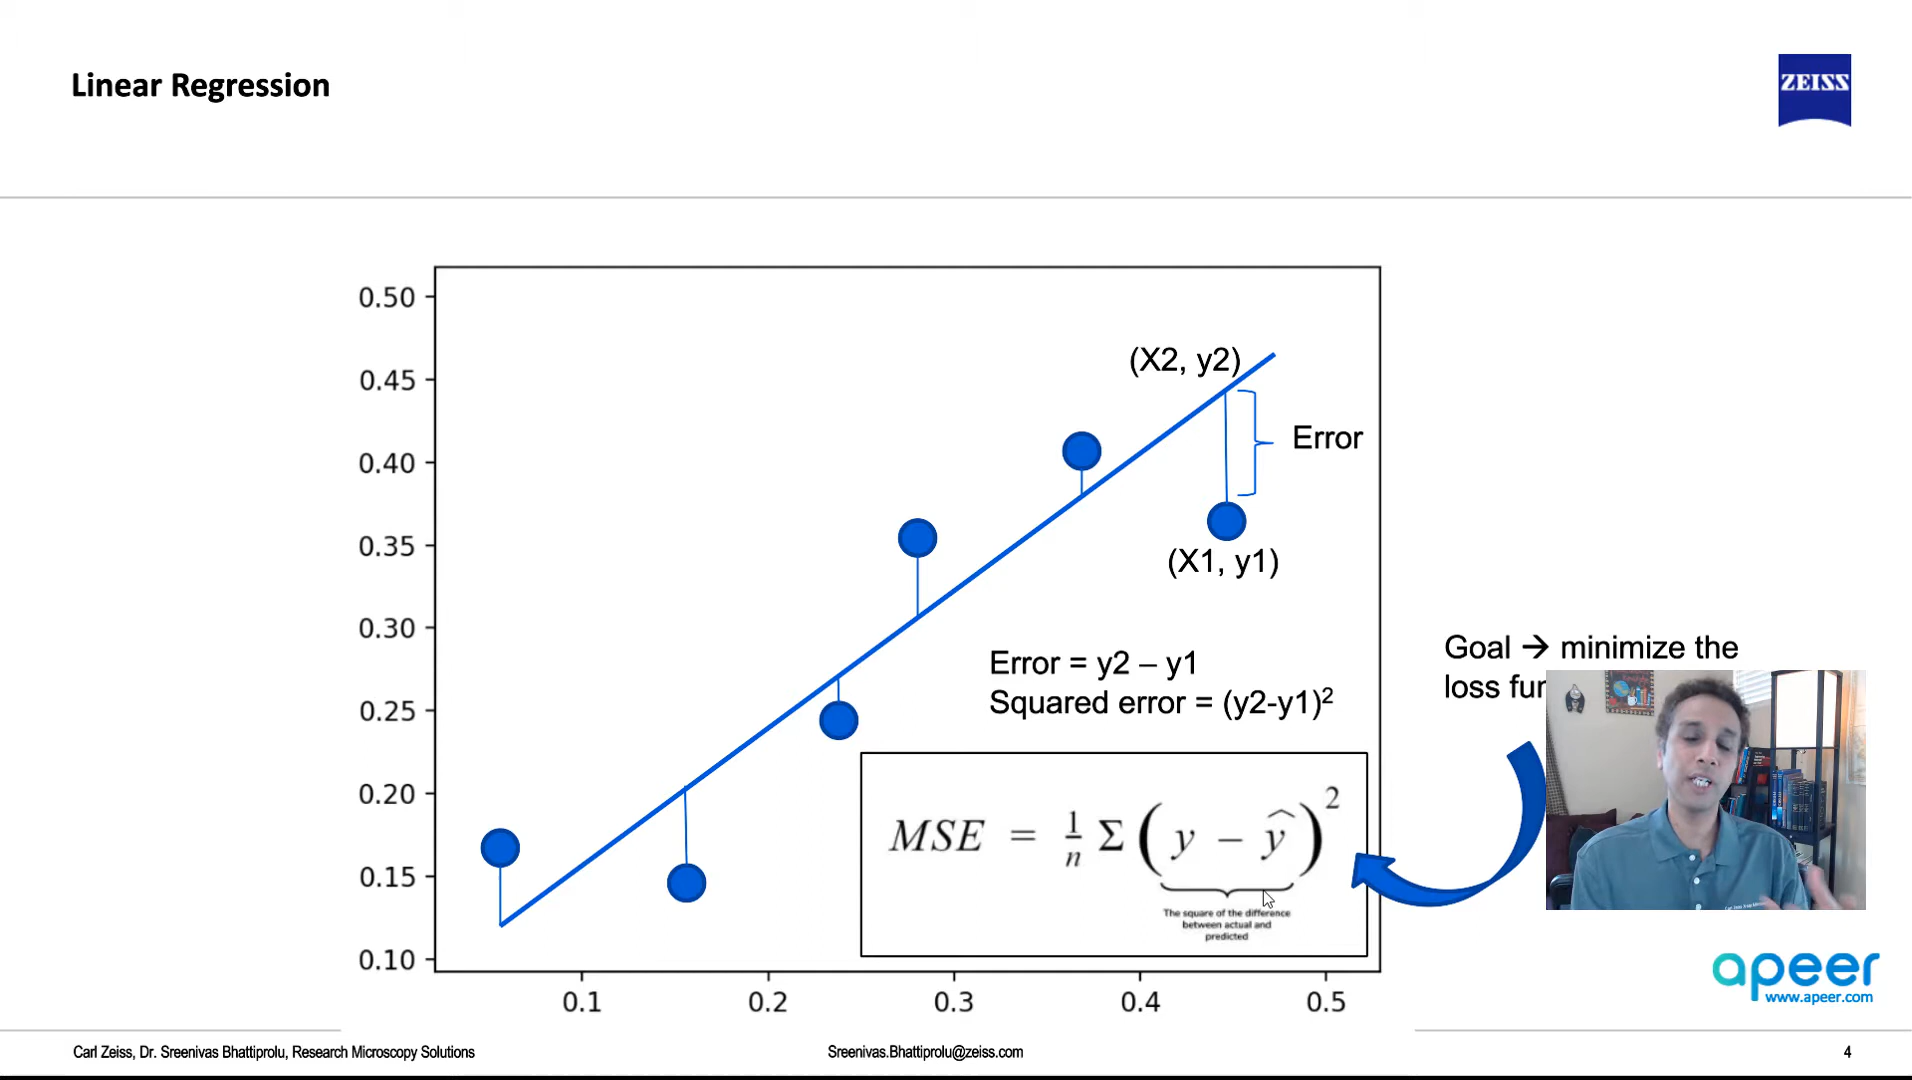 Linear Regression
ZEISS
0.50
0.45
0.40
0.35
0.30
0.25
0.20
0.15
0.10
(X2, y2)
Error
(X1, y1)
Error = y2 – y1
Squared error = (y2-y1)²
MSE = 1/n Σ (y – ŷ)²
The square of the difference
between actual and
predicted
Goal → minimize the
loss
0.1 0.2 0.3 0.4 0.5
apeer
www.apeer.com
Carl Zeiss, Dr. Sreenivas Bhattiprolu, Research Microscopy Solutions
Sreenivas.Bhattiprolu@zeiss.com
4